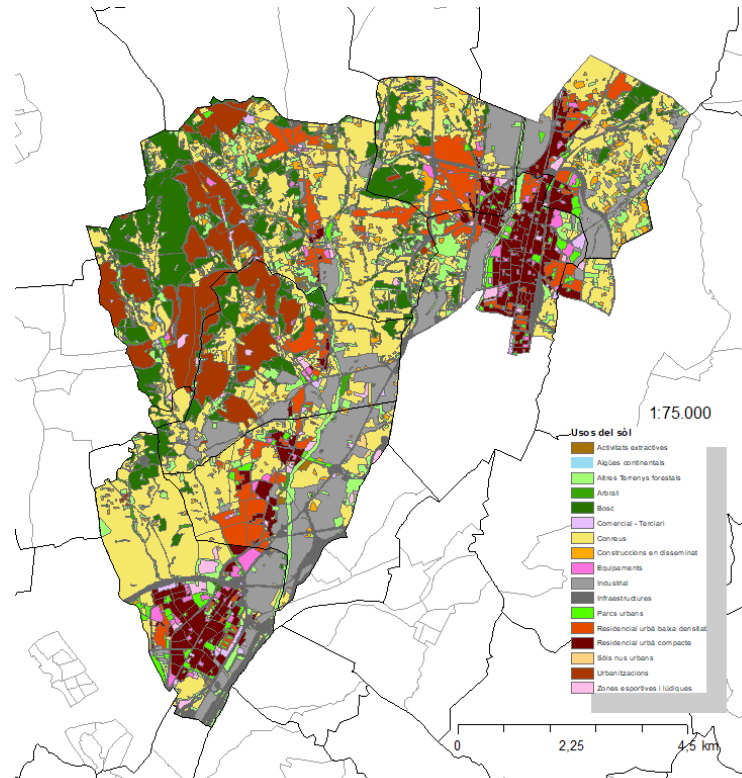 1:75.000
Usos del sòl
Activitats extractives
Aigües continentals
Altres Terrenys forestals
Arbrat
Bosc
Comercial - Terciari
Conreus
Construccions en disseminat
Equipaments
Industrial
Infraestructures
Parcs urbans
Residencial urbà baixa densitat
Residencial urbà compacte
Sòls nus urbans
Urbanitzacions
Zones esportives i lúdiques
0 2,25 4,5 km